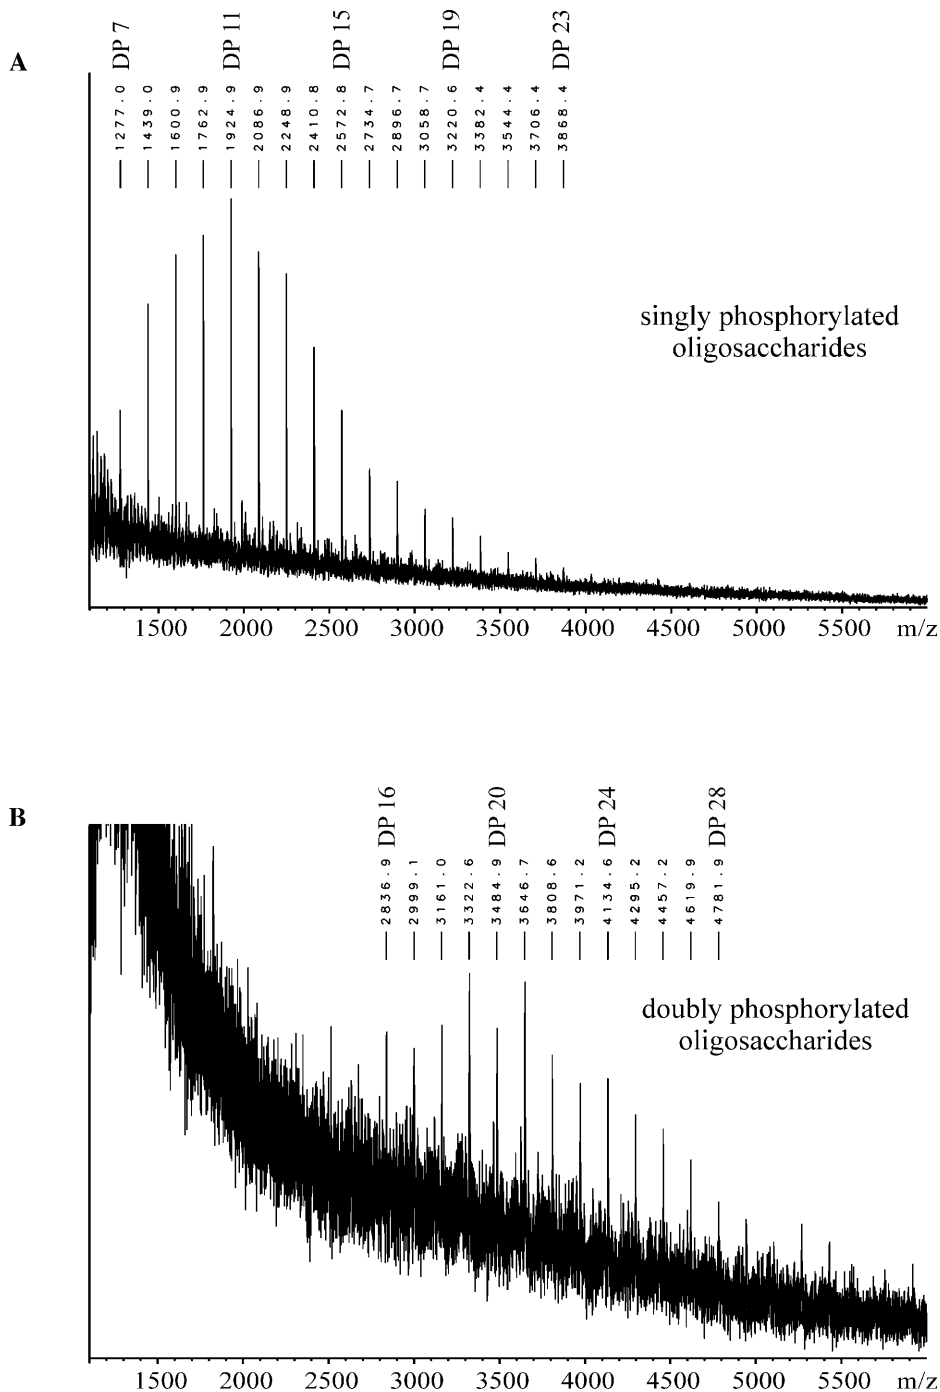 A
DP 7
DP 11
DP 15
DP 19
DP 23
1277.0
1439.0
1600.9
1762.9
1924.9
2086.9
2248.9
2410.8
2572.8
2734.7
2896.7
3058.7
3220.6
3382.4
3544.4
3706.4
3868.4
singly phosphorylated
oligosaccharides
1500 2000 2500 3000 3500 4000 4500 5000 5500 m/z
B
DP 16
DP 20
DP 24
DP 28
2836.9
2999.1
3161.0
3322.6
3484.9
3646.7
3808.6
3971.2
4134.6
4295.2
4457.2
4619.9
4781.9
doubly phosphorylated
oligosaccharides
1500 2000 2500 3000 3500 4000 4500 5000 5500 m/z